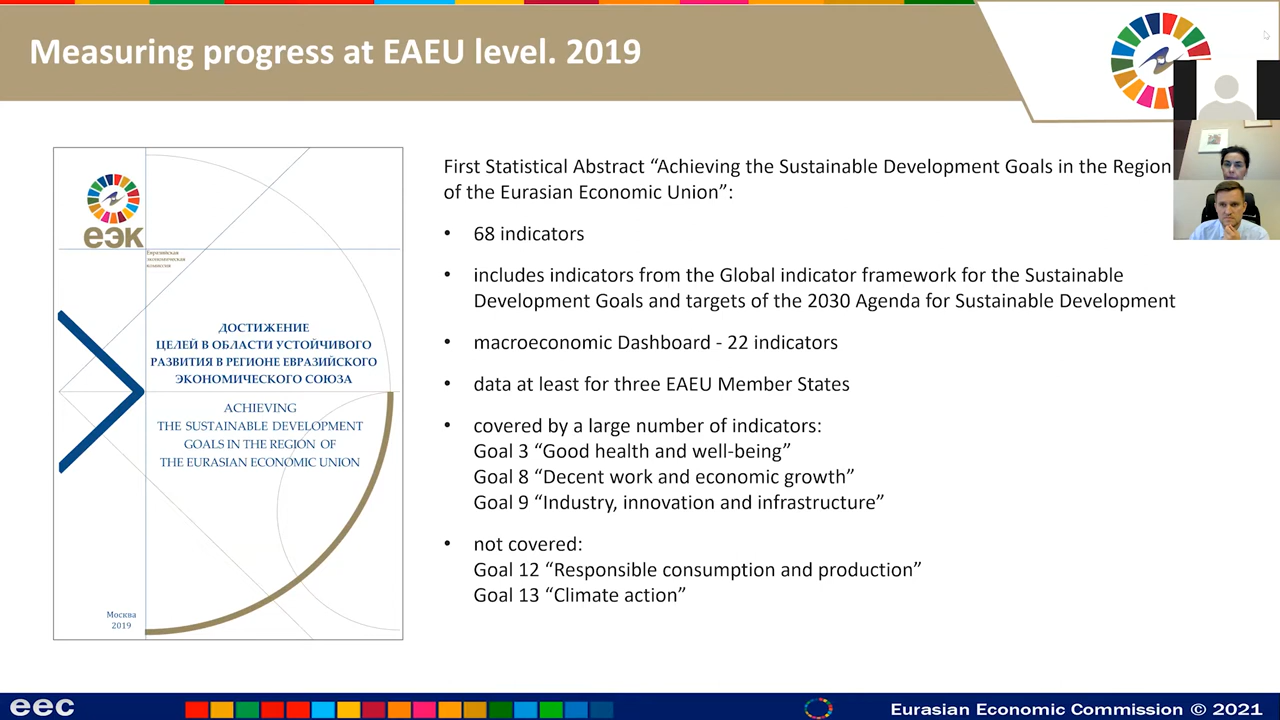 Measuring progress at EAEU level. 2019
еэк
Евразийская
экономическая
комиссия
ДОСТИЖЕНИЕ
ЦЕЛЕЙ В ОБЛАСТИ УСТОЙЧИВОГО
РАЗВИТИЯ В РЕГИОНЕ ЕВРАЗИЙСКОГО
ЭКОНОМИЧЕСКОГО СОЮЗА
ACHIEVING
THE SUSTAINABLE DEVELOPMENT
GOALS IN THE REGION OF
THE EURASIAN ECONOMIC UNION
Москва
2019
First Statistical Abstract “Achieving the Sustainable Development Goals in the Region
of the Eurasian Economic Union”:
• 68 indicators
• includes indicators from the Global indicator framework for the Sustainable
Development Goals and targets of the 2030 Agenda for Sustainable Development
• macroeconomic Dashboard - 22 indicators
• data at least for three EAEU Member States
• covered by a large number of indicators:
Goal 3 “Good health and well-being”
Goal 8 “Decent work and economic growth”
Goal 9 “Industry, innovation and infrastructure”
• not covered:
Goal 12 “Responsible consumption and production”
Goal 13 “Climate action”
eec
Eurasian Economic Commission © 2021